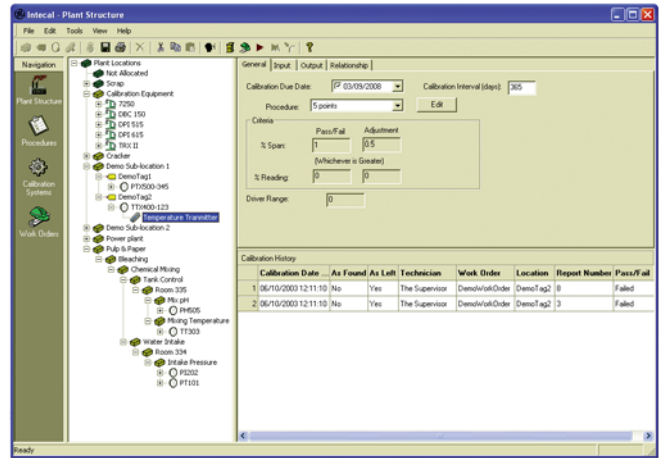 Intecal - Plant Structure
File Edit Tools View Help
Navigation
Plant Structure
Procedures
Calibration Systems
Work Orders
Plant Locations
Not Allocated
Scrap
Calibration Equipment
7250
DBC 150
DPI 515
DPI 615
TRX II
Cracker
Demo Sub-location 1
DemoTag1
PTX500-345
DemoTag2
TTX400-123
Temperature Tranmitter
Demo Sub-location 2
Power plant
Pulp & Paper
Bleaching
Chemical Mixing
Tank Control
Room 335
Mix pH
PH505
Mixing Temperature
TT303
Water Intake
Room 334
Intake Pressure
PI202
PT101
General Input Output Relationship
Calibration Due Date: 03/09/2008 Calibration Interval (days): 365
Procedure: 5-points Edit
Criteria
Pass/Fail Adjustment
% Span: 1 0.5
(Whichever is Greater)
% Reading: 0 0
Driver Range: 0
Calibration History
Calibration Date ... As Found As Left Technician Work Order Location Report Number Pass/Fail
1 06/10/2003 12:11:10 No Yes The Supervisor DemoWorkOrder DemoTag2 8 Failed
2 06/10/2003 12:11:10 No Yes The Supervisor DemoWorkOrder DemoTag2 3 Failed
Ready